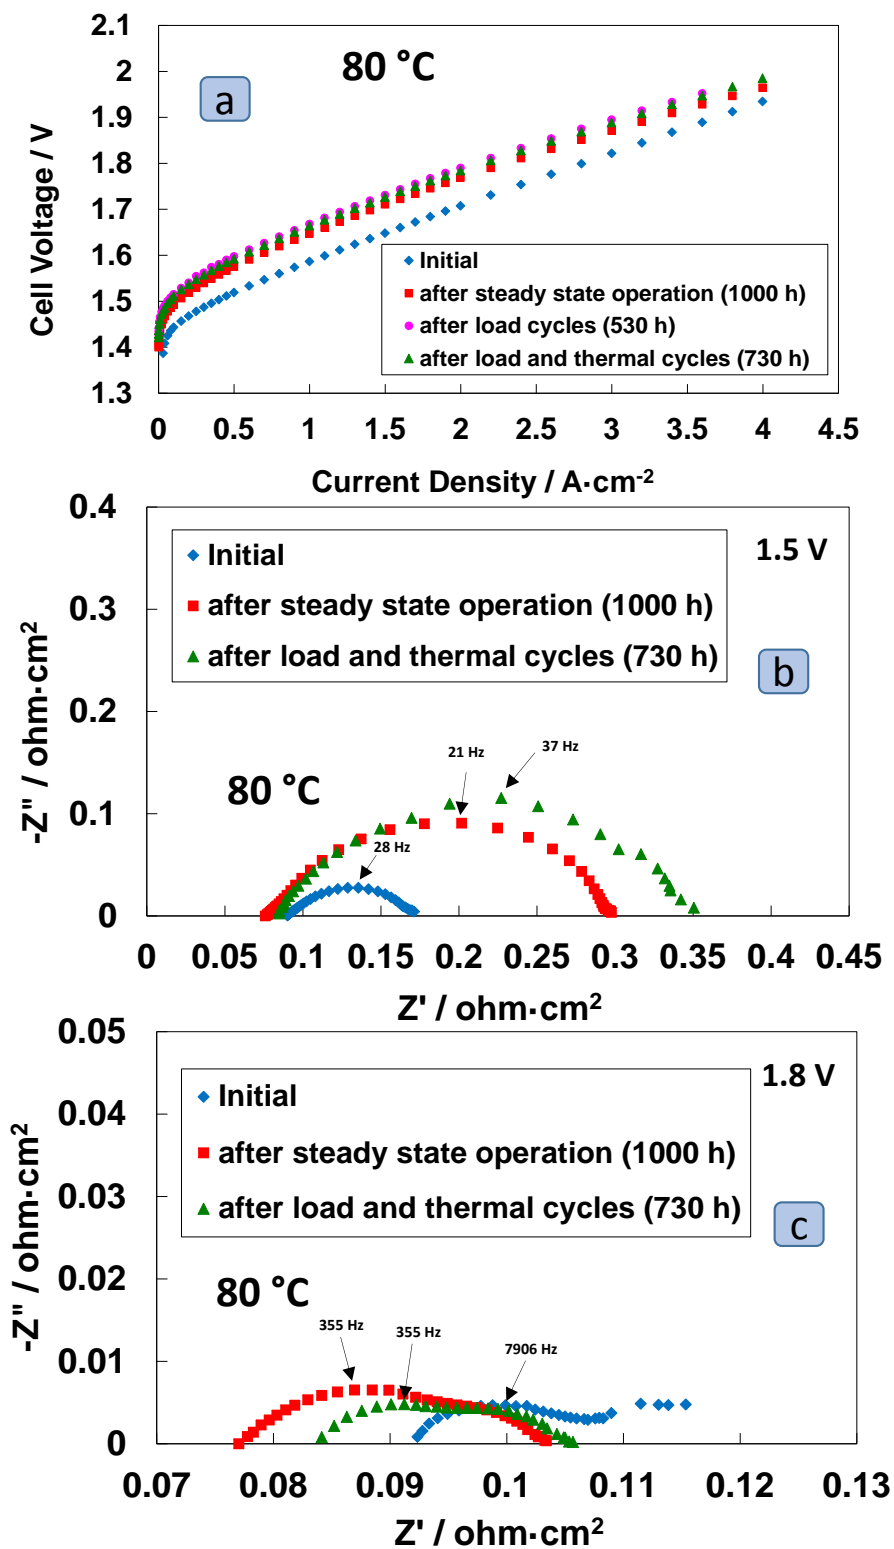 2.1
2
1.9
1.8
1.7
1.6
1.5
1.4
1.3
Cell Voltage / V
80 °C
a
Initial
after steady state operation (1000 h)
after load cycles (530 h)
after load and thermal cycles (730 h)
0 0.5 1 1.5 2 2.5 3 3.5 4 4.5
Current Density / A·cm⁻²
0.4
0.3
0.2
0.1
0
-Z" / ohm·cm²
Initial
after steady state operation (1000 h)
after load and thermal cycles (730 h)
1.5 V
b
80 °C
21 Hz
37 Hz
28 Hz
0 0.05 0.1 0.15 0.2 0.25 0.3 0.35 0.4 0.45
Z' / ohm·cm²
0.05
0.04
0.03
0.02
0.01
0
-Z" / ohm·cm²
Initial
after steady state operation (1000 h)
after load and thermal cycles (730 h)
1.8 V
c
80 °C
355 Hz
355 Hz
7906 Hz
0.07 0.08 0.09 0.1 0.11 0.12 0.13
Z' / ohm·cm²